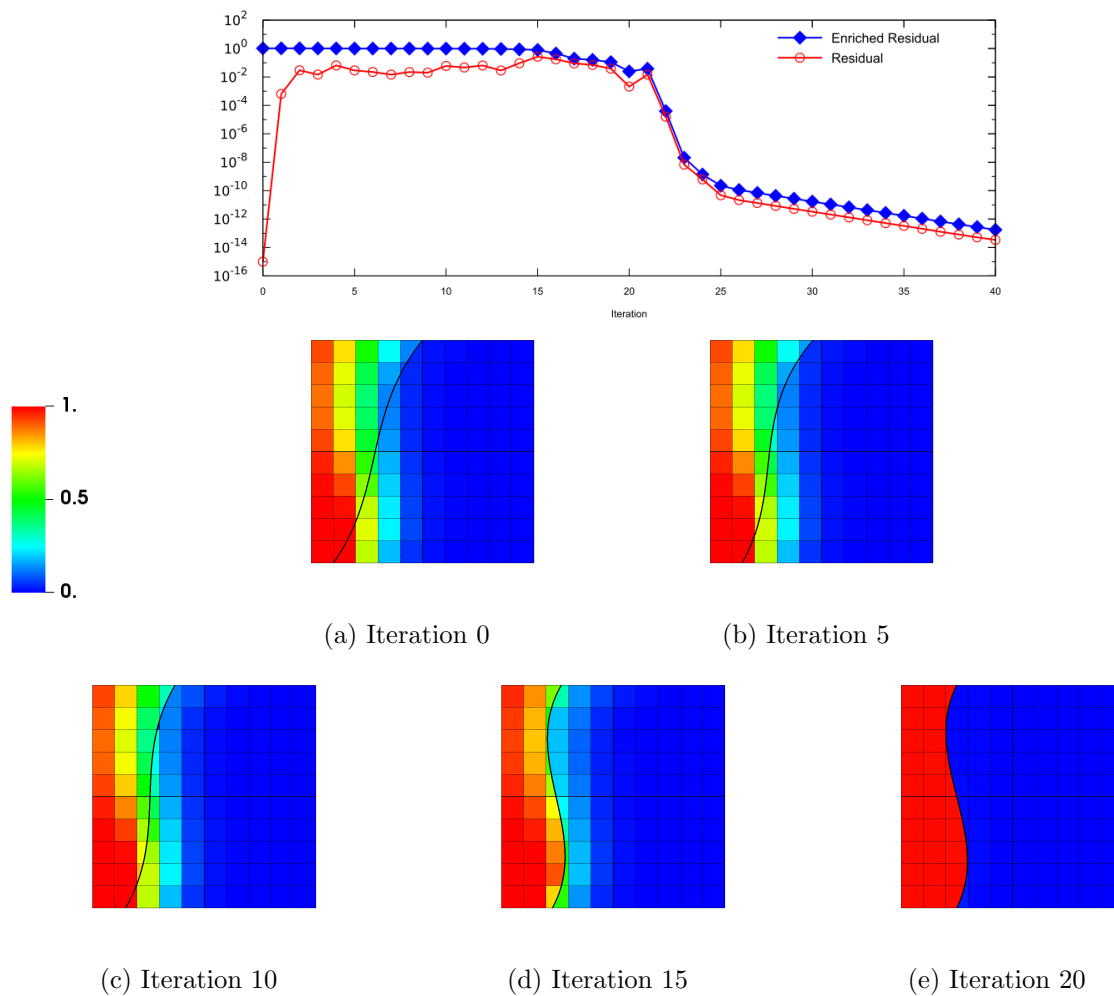 10^2
Enriched Residual
10^0
Residual
10^-2
10^-4
10^-6
10^-8
10^-10
10^-12
10^-14
10^-16
0 5 10 15 20 25 30 35 40
Iteration
1.
0.5
0.
(a) Iteration 0 (b) Iteration 5
(c) Iteration 10 (d) Iteration 15 (e) Iteration 20